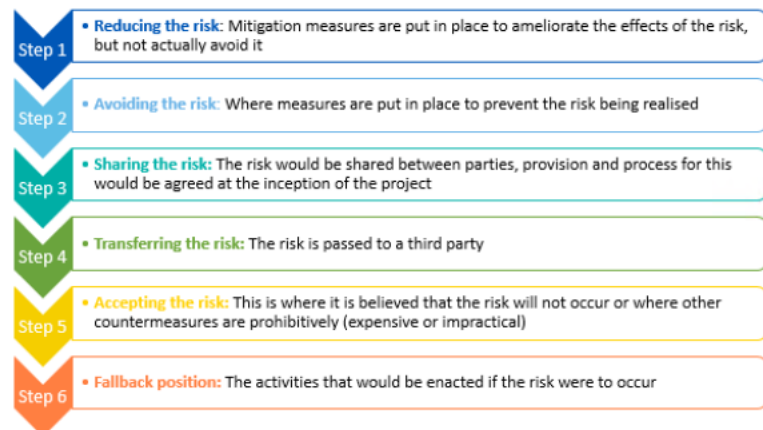 Step 1
• Reducing the risk: Mitigation measures are put in place to ameliorate the effects of the risk,
but not actually avoid it
Step 2
• Avoiding the risk: Where measures are put in place to prevent the risk being realised
Step 3
• Sharing the risk: The risk would be shared between parties, provision and process for this
would be agreed at the inception of the project
Step 4
• Transferring the risk: The risk is passed to a third party
Step 5
• Accepting the risk: This is where it is believed that the risk will not occur or where other
countermeasures are prohibitively (expensive or impractical)
Step 6
• Fallback position: The activities that would be enacted if the risk were to occur